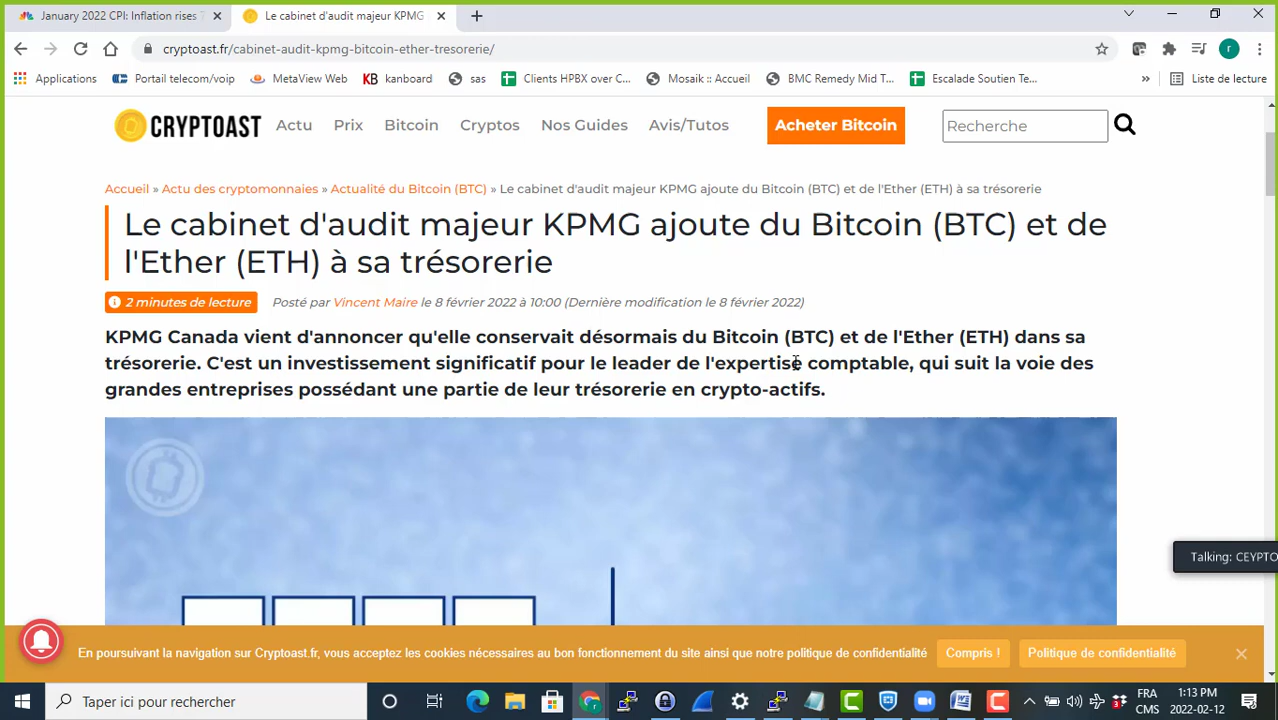 January 2022 CPI: Inflation rises
Le cabinet d'audit majeur KPMG
cryptoast.fr/cabinet-audit-kpmg-bitcoin-ether-tresorerie/
r
Applications
Portail telecom/voip
MetaView Web
KB kanboard
sas
Clients HPBX over C...
Mosaik :: Accueil
BMC Remedy Mid T...
Escalade Soutien Te...
»
Liste de lecture
CRYPTOAST
Actu
Prix
Bitcoin
Cryptos
Nos Guides
Avis/Tutos
Acheter Bitcoin
Recherche
Accueil » Actu des cryptomonnaies » Actualité du Bitcoin (BTC) » Le cabinet d'audit majeur KPMG ajoute du Bitcoin (BTC) et de l'Ether (ETH) à sa trésorerie
Le cabinet d'audit majeur KPMG ajoute du Bitcoin (BTC) et de
l'Ether (ETH) à sa trésorerie
2 minutes de lecture
Posté par Vincent Maire le 8 février 2022 à 10:00 (Dernière modification le 8 février 2022)
KPMG Canada vient d'annoncer qu'elle conservait désormais du Bitcoin (BTC) et de l'Ether (ETH) dans sa
trésorerie. C'est un investissement significatif pour le leader de l'expertise comptable, qui suit la voie des
grandes entreprises possédant une partie de leur trésorerie en crypto-actifs.
Talking: CEYPTO
En poursuivant la navigation sur Cryptoast.fr, vous acceptez les cookies nécessaires au bon fonctionnement du site ainsi que notre politique de confidentialité
Compris !
Politique de confidentialité
Taper ici pour rechercher
FRA
CMS
1:13 PM
2022-02-12